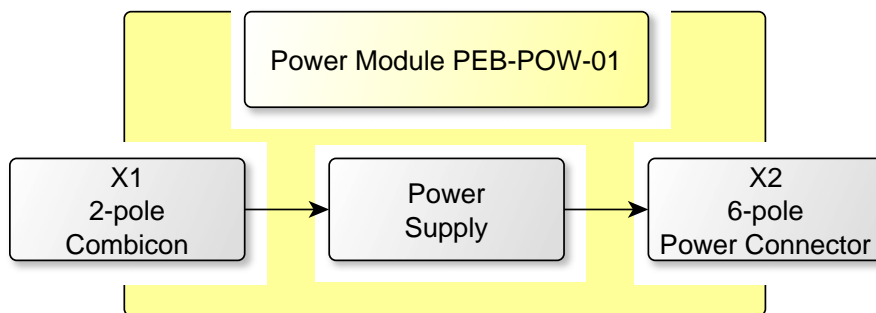 Power Module PEB-POW-01
X1
2-pole
Combicon
Power
Supply
X2
6-pole
Power Connector